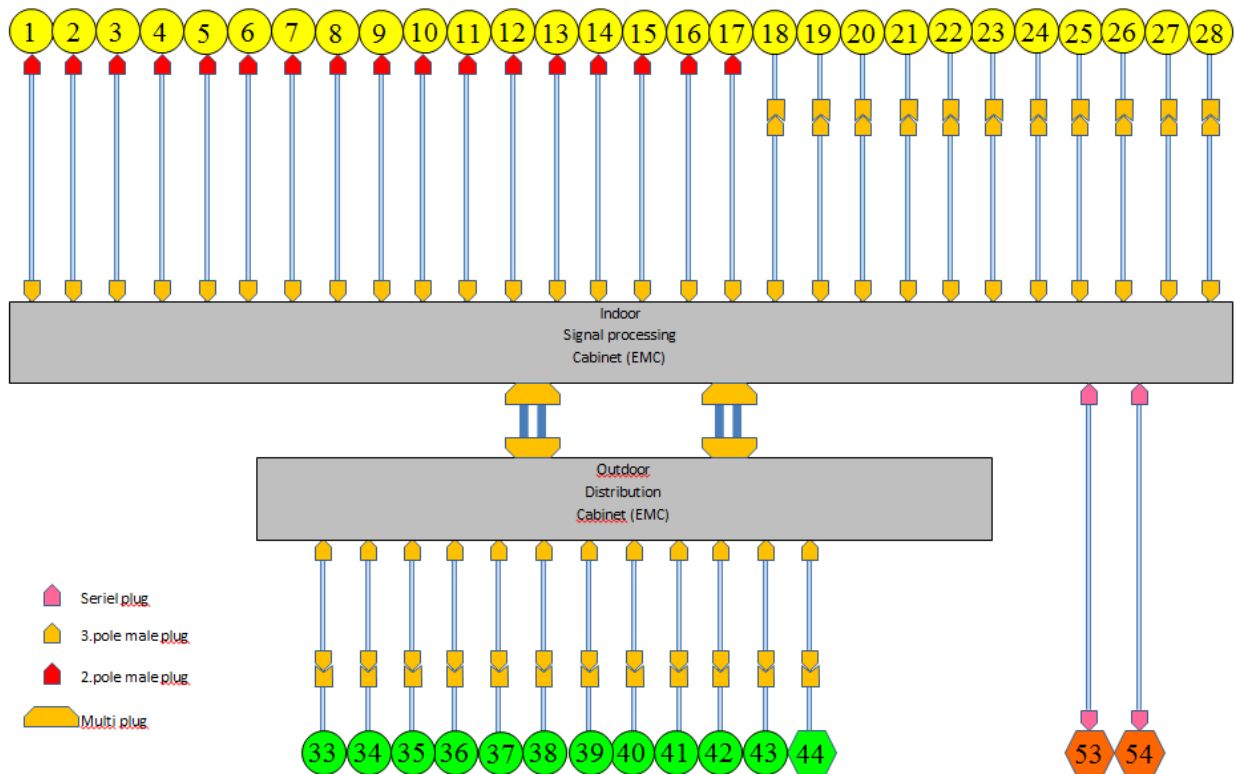 1 2 3 4 5 6 7 8 9 10 11 12 13 14 15 16 17 18 19 20 21 22 23 24 25 26 27 28
Indoor
Signal processing
Cabinet (EMC)
Outdoor
Distribution
Cabinet (EMC)
Seriel plug
3.pole male plug
2.pole male plug
Multi plug
33 34 35 36 37 38 39 40 41 42 43 44 53 54